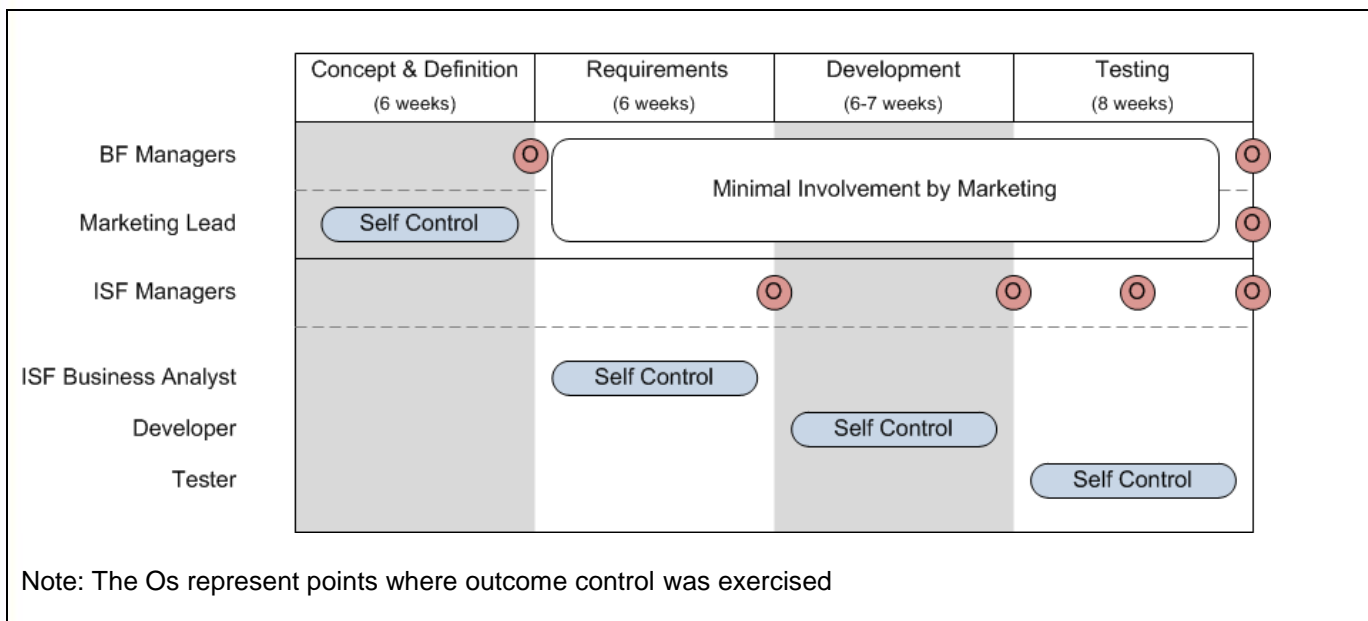 Concept & Definition Requirements Development Testing
(6 weeks) (6 weeks) (6-7 weeks) (8 weeks)
BF Managers O O
Minimal Involvement by Marketing
Marketing Lead Self Control O
ISF Managers O O O O
ISF Business Analyst Self Control
Developer Self Control
Tester Self Control
Note: The Os represent points where outcome control was exercised